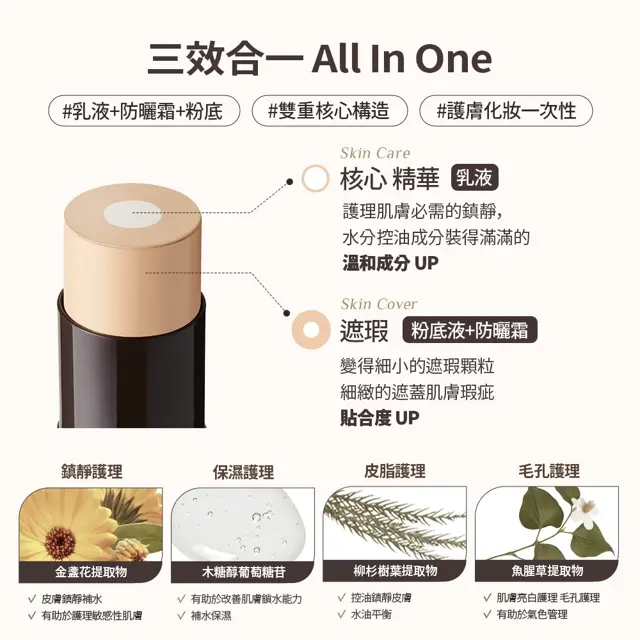 三效合一 All In One
#乳液+防曬霜+粉底
#雙重核心構造
#護膚化妝一次性
Skin Care
核心 精華 乳液
護理肌膚必需的鎮靜,
水分控油成分裝得滿滿的
溫和成分 UP
Skin Cover
遮瑕 粉底液+防曬霜
變得細小的遮瑕顆粒
細緻的遮蓋肌膚瑕疵
貼合度 UP
鎮靜護理
金盞花提取物
✓ 皮膚鎮靜補水
✓ 有助於護理敏感性肌膚
保濕護理
木糖醇葡萄糖苷
✓ 有助於改善肌膚鎖水能力
✓ 補水保濕
皮脂護理
柳杉樹葉提取物
✓ 控油鎮靜皮膚
✓ 水油平衡
毛孔護理
魚腥草提取物
✓ 肌膚亮白護理 毛孔護理
✓ 有助於氣色管理